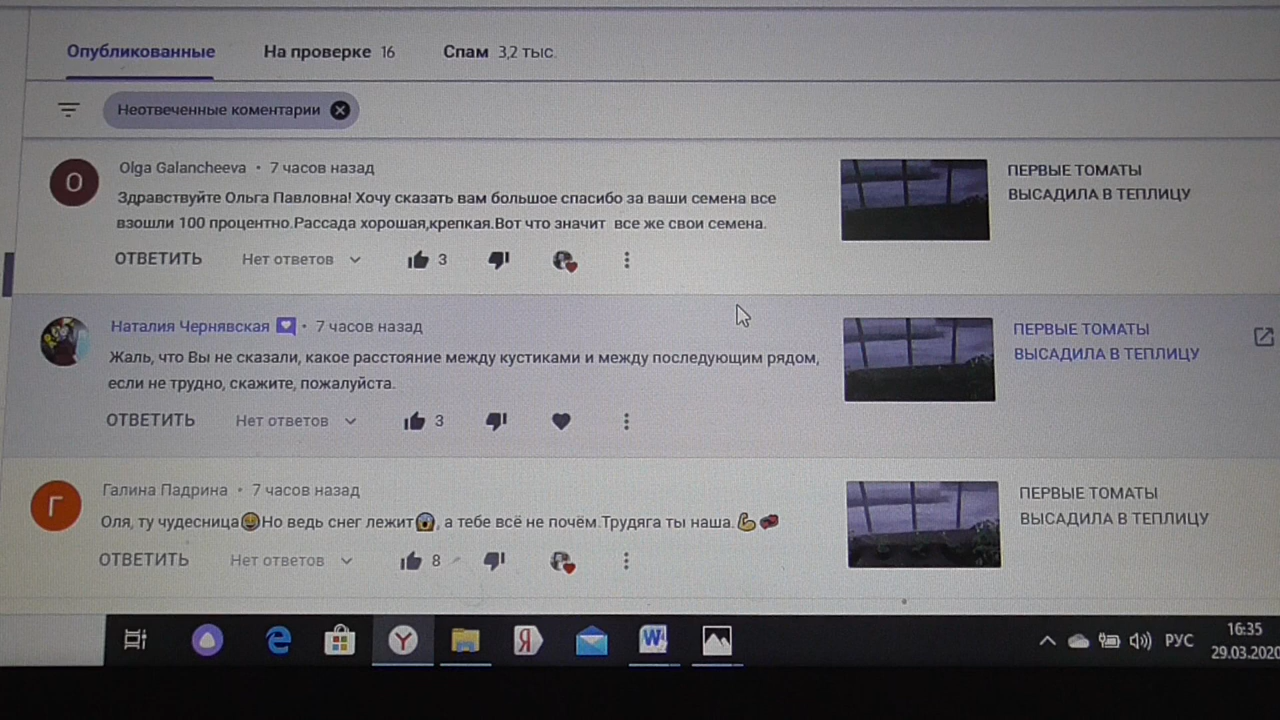 Опубликованные На проверке 16 Спам 3,2 тыс.
Неотвеченные коментарии
Olga Galancheeva • 7 часов назад
Здравствуйте Ольга Павловна! Хочу сказать вам большое спасибо за ваши семена все
взошли 100 процентно.Рассада хорошая,крепкая.Вот что значит все же свои семена.
ОТВЕТИТЬ Нет ответов 3
ПЕРВЫЕ ТОМАТЫ
ВЫСАДИЛА В ТЕПЛИЦУ
Наталия Чернявская • 7 часов назад
Жаль, что Вы не сказали, какое расстояние между кустиками и между последующим рядом,
если не трудно, скажите, пожалуйста.
ОТВЕТИТЬ Нет ответов 3
ПЕРВЫЕ ТОМАТЫ
ВЫСАДИЛА В ТЕПЛИЦУ
Галина Падрина • 7 часов назад
Оля, ту чудесница😅Но ведь снег лежит😱, а тебе всё не почём.Трудяга ты наша.💪💋
ОТВЕТИТЬ Нет ответов 8
ПЕРВЫЕ ТОМАТЫ
ВЫСАДИЛА В ТЕПЛИЦУ
РУС
16:35
29.03.2020